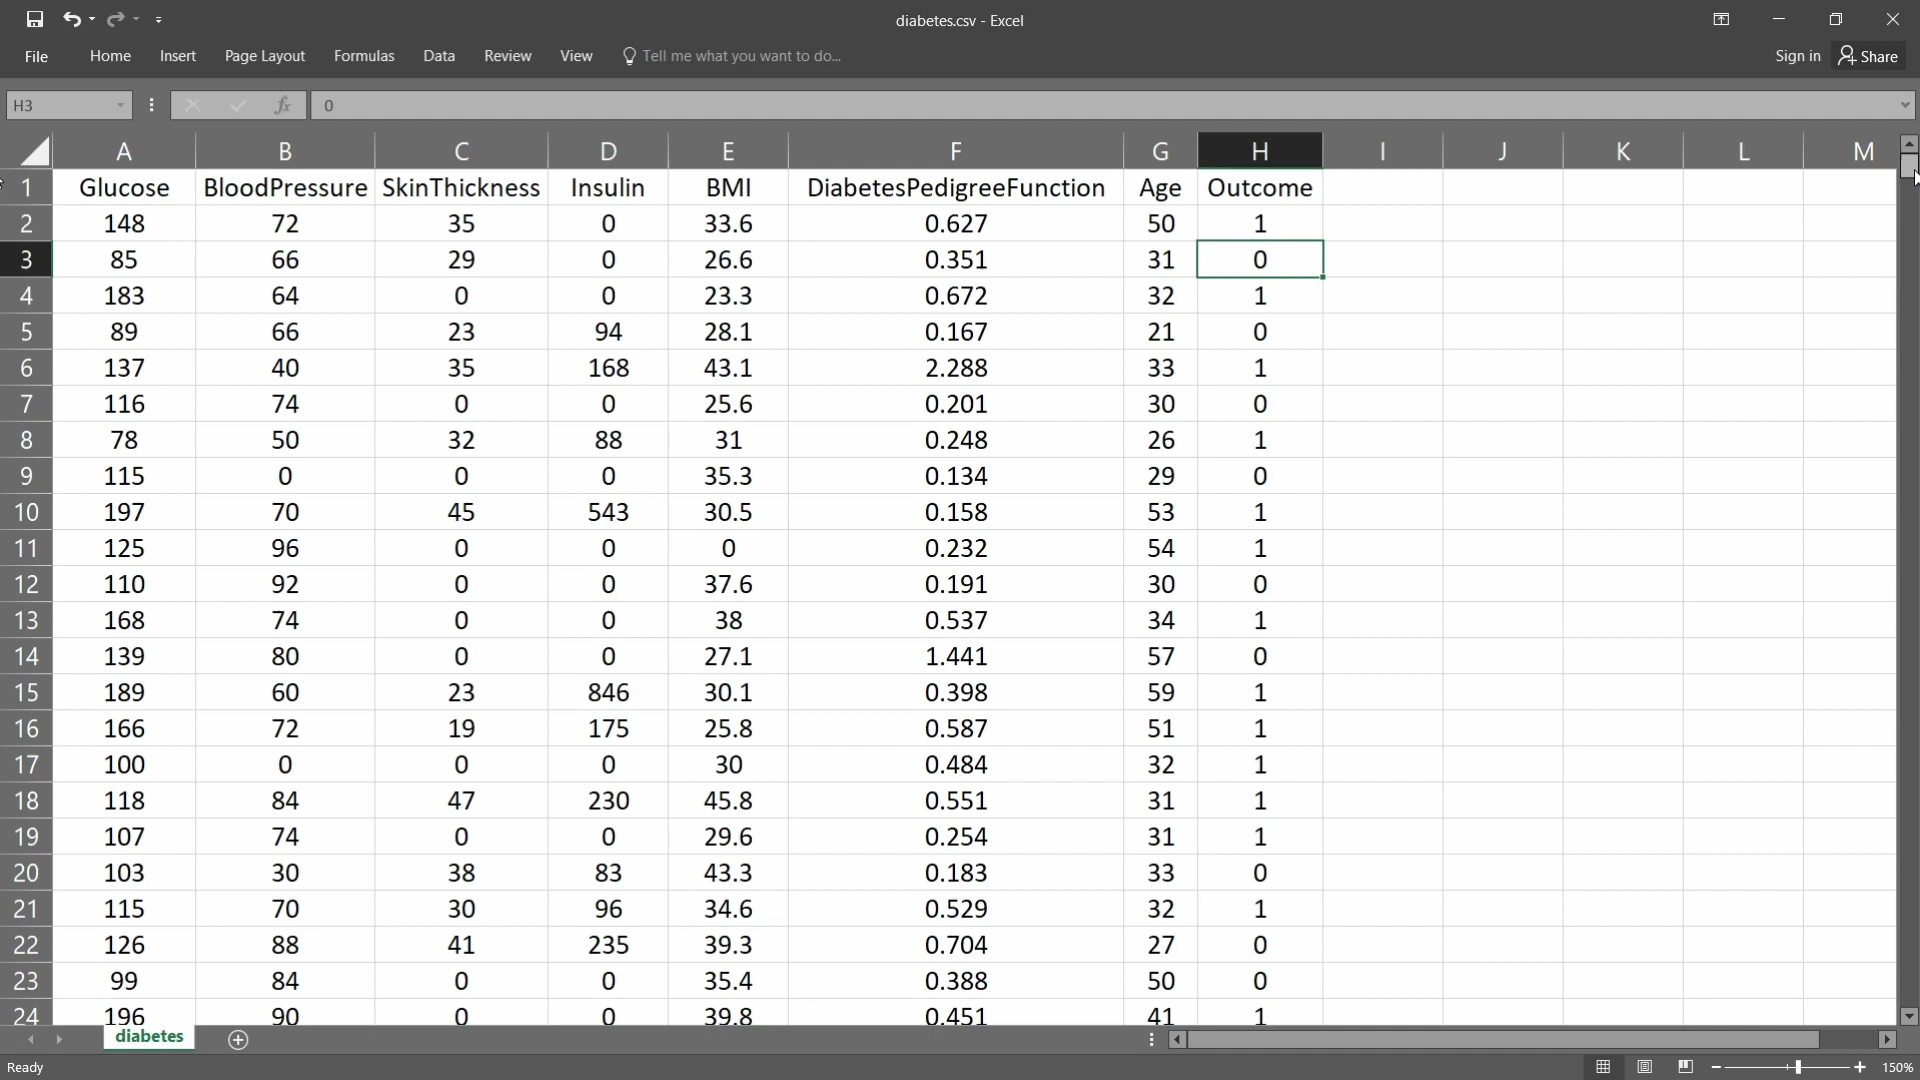 diabetes.csv - Excel
File Home Insert Page Layout Formulas Data Review View Tell me what you want to do... Sign in Share
H3 fx 0
A B C D E F G H I J K L M
1 Glucose BloodPressure SkinThickness Insulin BMI DiabetesPedigreeFunction Age Outcome
2 148 72 35 0 33.6 0.627 50 1
3 85 66 29 0 26.6 0.351 31 0
4 183 64 0 0 23.3 0.672 32 1
5 89 66 23 94 28.1 0.167 21 0
6 137 40 35 168 43.1 2.288 33 1
7 116 74 0 0 25.6 0.201 30 0
8 78 50 32 88 31 0.248 26 1
9 115 0 0 0 35.3 0.134 29 0
10 197 70 45 543 30.5 0.158 53 1
11 125 96 0 0 0 0.232 54 1
12 110 92 0 0 37.6 0.191 30 0
13 168 74 0 0 38 0.537 34 1
14 139 80 0 0 27.1 1.441 57 0
15 189 60 23 846 30.1 0.398 59 1
16 166 72 19 175 25.8 0.587 51 1
17 100 0 0 0 30 0.484 32 1
18 118 84 47 230 45.8 0.551 31 1
19 107 74 0 0 29.6 0.254 31 1
20 103 30 38 83 43.3 0.183 33 0
21 115 70 30 96 34.6 0.529 32 1
22 126 88 41 235 39.3 0.704 27 0
23 99 84 0 0 35.4 0.388 50 0
24 196 90 0 0 39.8 0.451 41 1
diabetes
Ready 150%